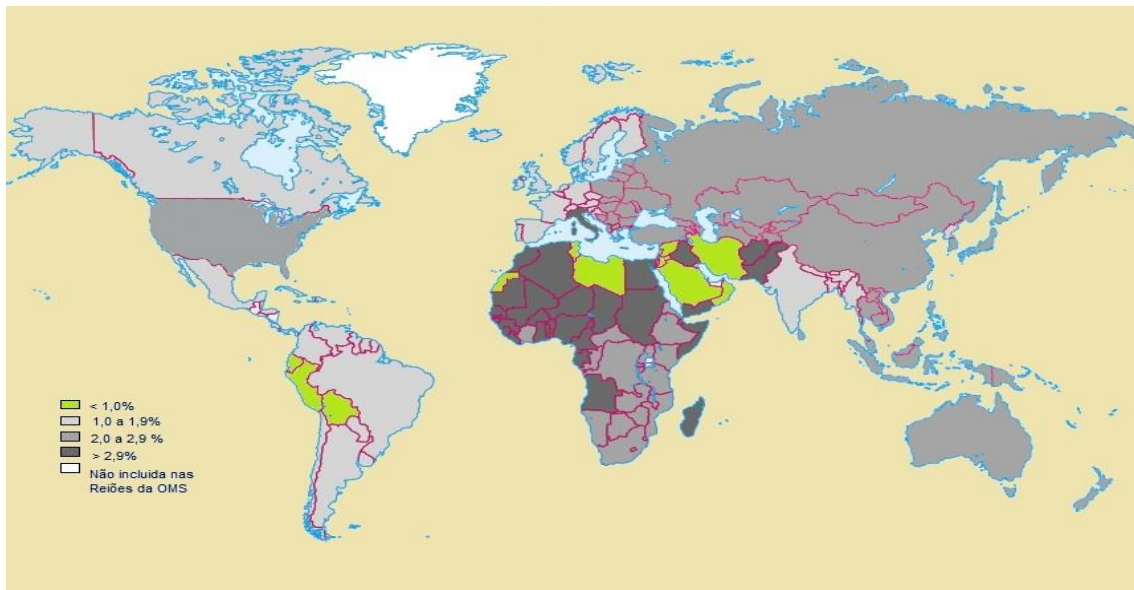 < 1,0%
1,0 a 1,9%
2,0 a 2,9 %
> 2,9%
Não incluida nas
Reiões da OMS